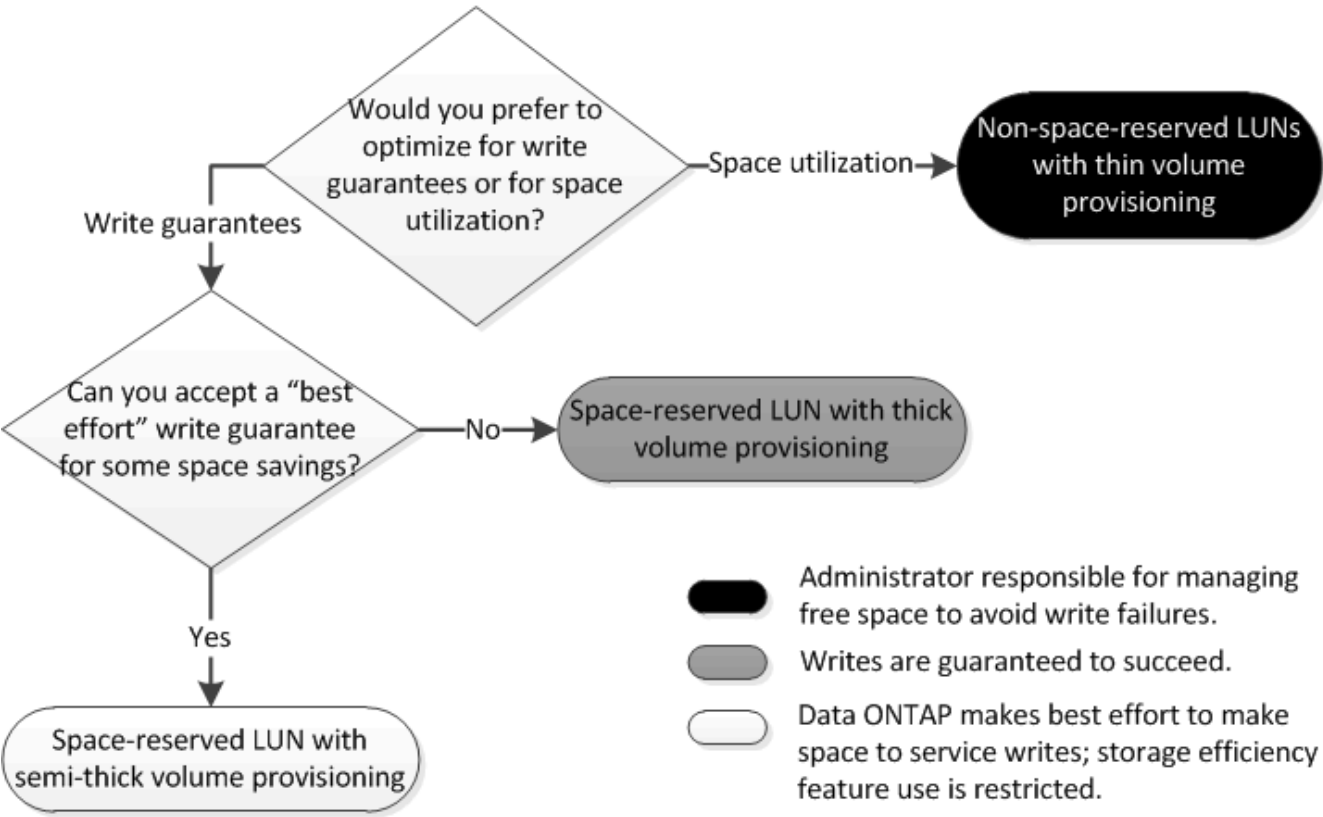 Would you prefer to
optimize for write
guarantees or for space
utilization?
Space utilization
Non-space-reserved LUNs
with thin volume
provisioning
Write guarantees
Can you accept a “best
effort” write guarantee
for some space savings?
No
Space-reserved LUN with thick
volume provisioning
Yes
Space-reserved LUN with
semi-thick volume provisioning
Administrator responsible for managing
free space to avoid write failures.
Writes are guaranteed to succeed.
Data ONTAP makes best effort to make
space to service writes; storage efficiency
feature use is restricted.